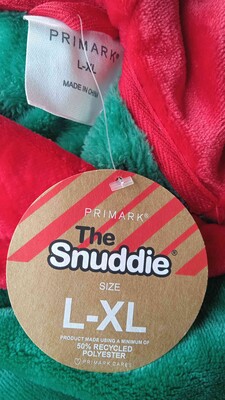 PRIMARK®
L-XL
MADE IN CHINA
PRIMARK®
The
Snuddie®
SIZE
L-XL
PRODUCT MADE USING A MINIMUM OF
50% RECYCLED
POLYESTER
PRIMARK CARES